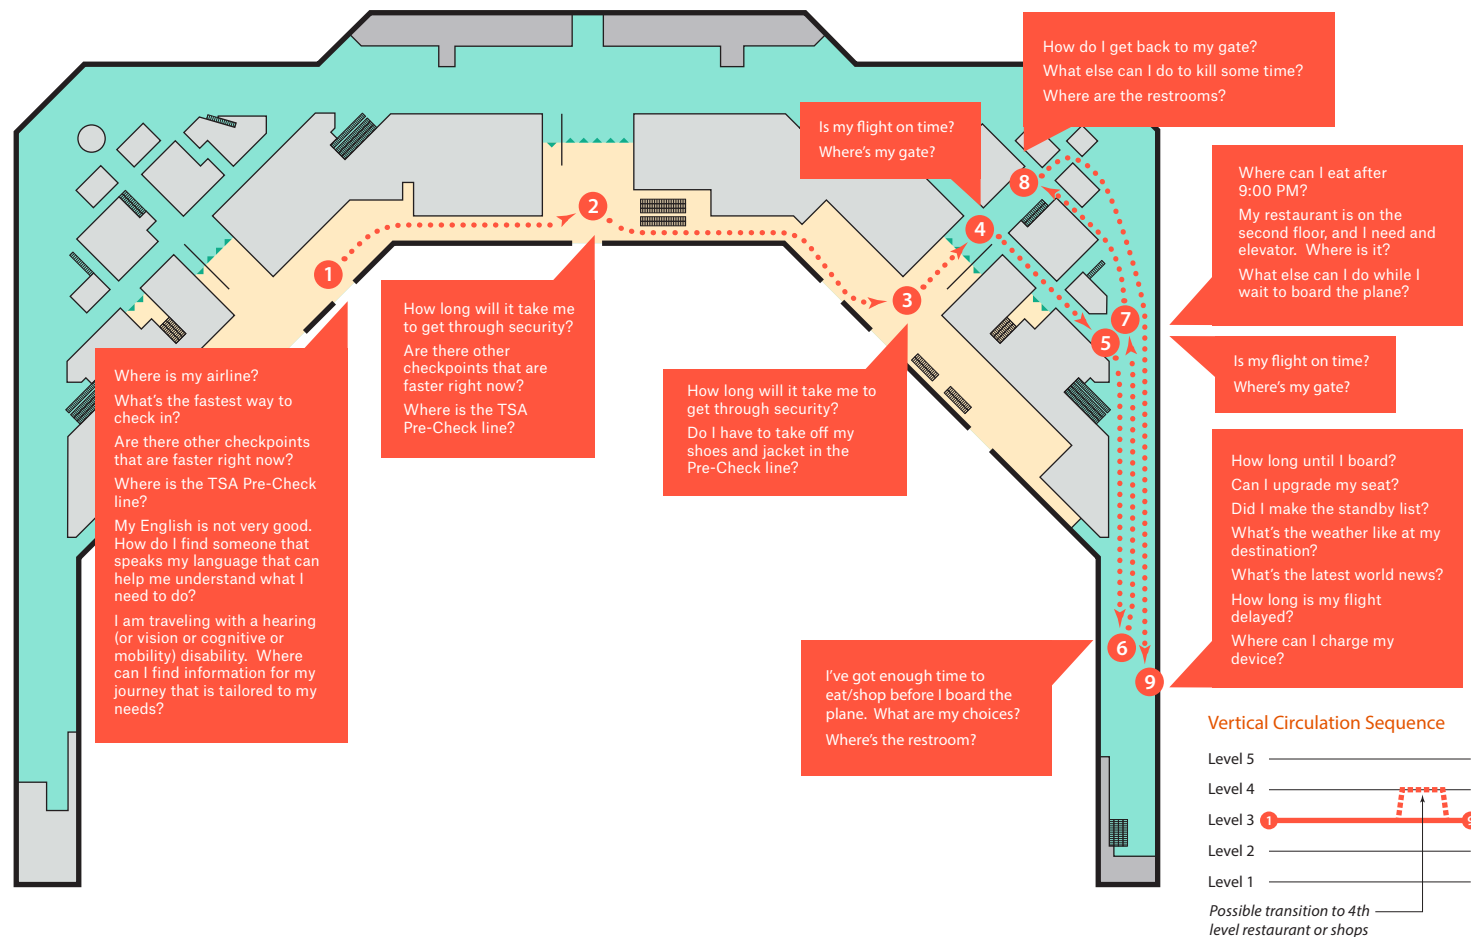 How do I get back to my gate?
What else can I do to kill some time?
Where are the restrooms?
Is my flight on time?
Where's my gate?
8
4
2
1
3
7
5
6
9
Where can I eat after
9:00 PM?
My restaurant is on the
second floor, and I need and
elevator. Where is it?
What else can I do while I
wait to board the plane?
Is my flight on time?
Where's my gate?
How long will it take me
to get through security?
Are there other
checkpoints that are
faster right now?
Where is the TSA
Pre-Check line?
Where is my airline?
What's the fastest way to
check in?
Are there other checkpoints
that are faster right now?
Where is the TSA Pre-Check
line?
My English is not very good.
How do I find someone that
speaks my language that can
help me understand what I
need to do?
I am traveling with a hearing
(or vision or cognitive or
mobility) disability. Where
can I find information for my
journey that is tailored to my
needs?
How long will it take me to
get through security?
Do I have to take off my
shoes and jacket in the
Pre-Check line?
How long until I board?
Can I upgrade my seat?
Did I make the standby list?
What's the weather like at my
destination?
What's the latest world news?
How long is my flight
delayed?
Where can I charge my
device?
I've got enough time to
eat/shop before I board the
plane. What are my choices?
Where's the restroom?
Vertical Circulation Sequence
Level 5
Level 4
Level 3 1 9
Level 2
Level 1
Possible transition to 4th
level restaurant or shops